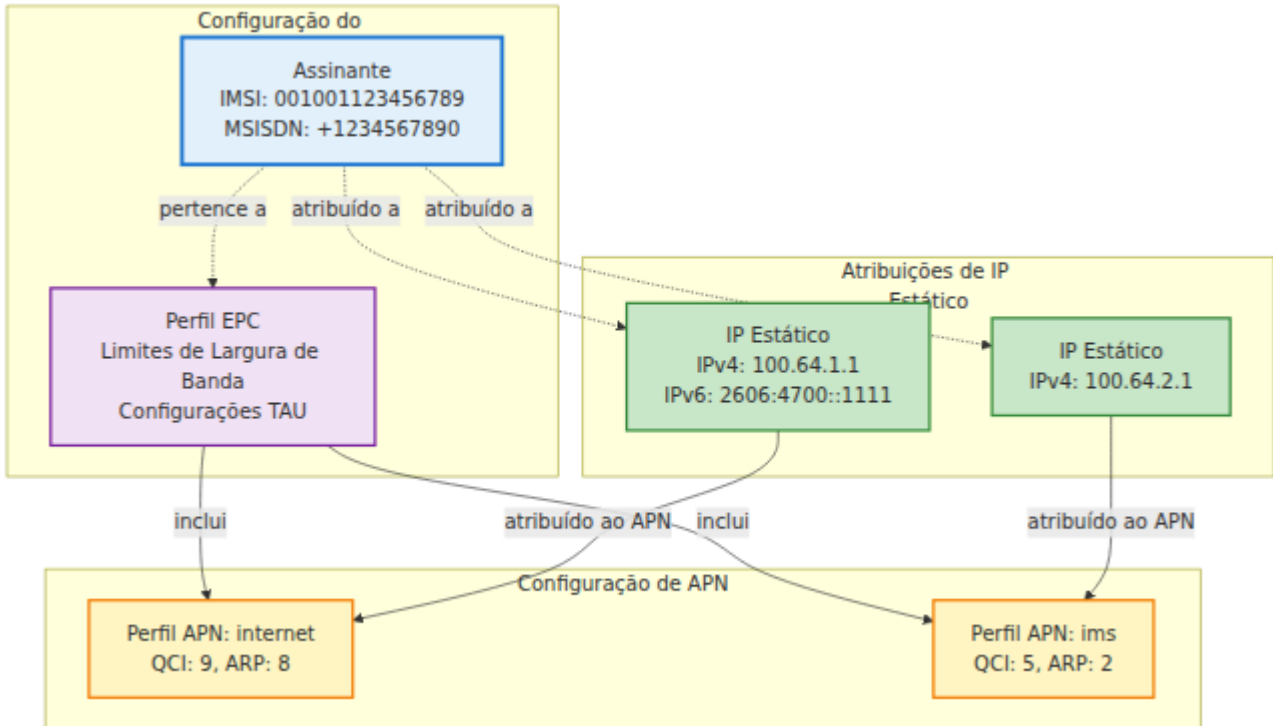 Configuração do
Assinante
IMSI: 001001123456789
MSISDN: +1234567890
pertence a
atribuído a
atribuído a
Atribuições de IP
Estático
Perfil EPC
Limites de Largura de
Banda
Configurações TAU
IP Estático
IPv4: 100.64.1.1
IPv6: 2606:4700::1111
IP Estático
IPv4: 100.64.2.1
inclui
atribuído ao APN
inclui
atribuído ao APN
Configuração de APN
Perfil APN: internet
QCI: 9, ARP: 8
Perfil APN: ims
QCI: 5, ARP: 2